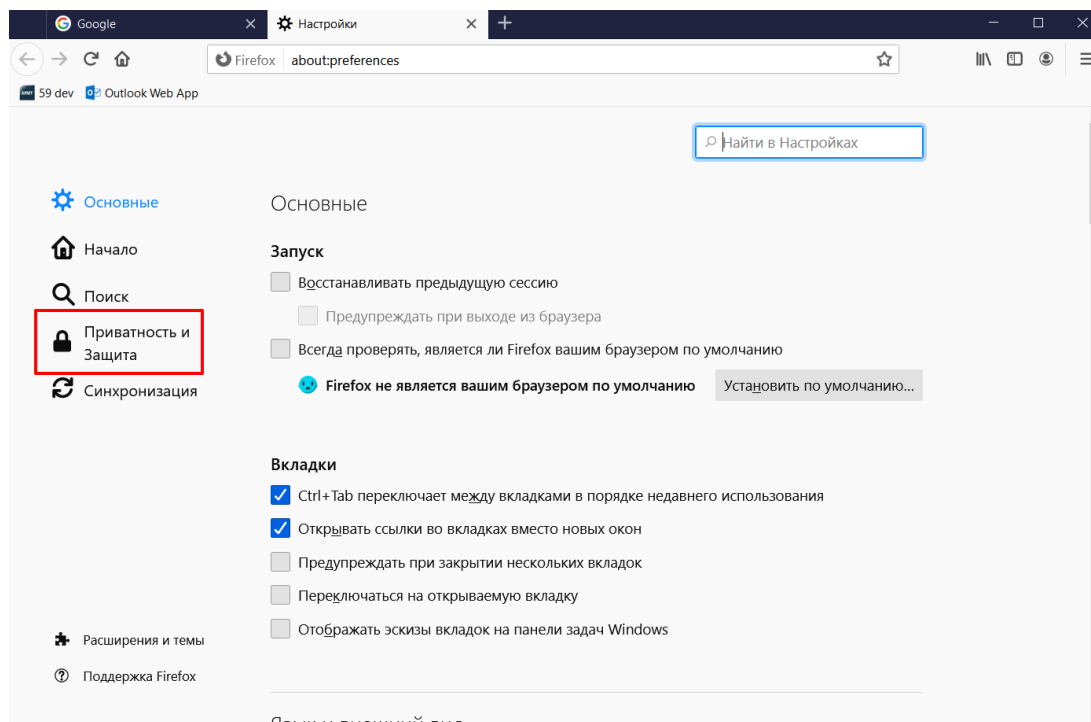 Google
Настройки
Firefox about:preferences
59 dev Outlook Web App
Найти в Настройках
Основные
Начало
Поиск
Приватность и
Защита
Синхронизация
Расширения и темы
Поддержка Firefox
Основные
Запуск
Восстанавливать предыдущую сессию
Предупреждать при выходе из браузера
Всегда проверять, является ли Firefox вашим браузером по умолчанию
Firefox не является вашим браузером по умолчанию Установить по умолчанию...
Вкладки
Ctrl+Tab переключает между вкладками в порядке недавнего использования
Открывать ссылки во вкладках вместо новых окон
Предупреждать при закрытии нескольких вкладок
Переключаться на открываемую вкладку
Отображать эскизы вкладок на панели задач Windows